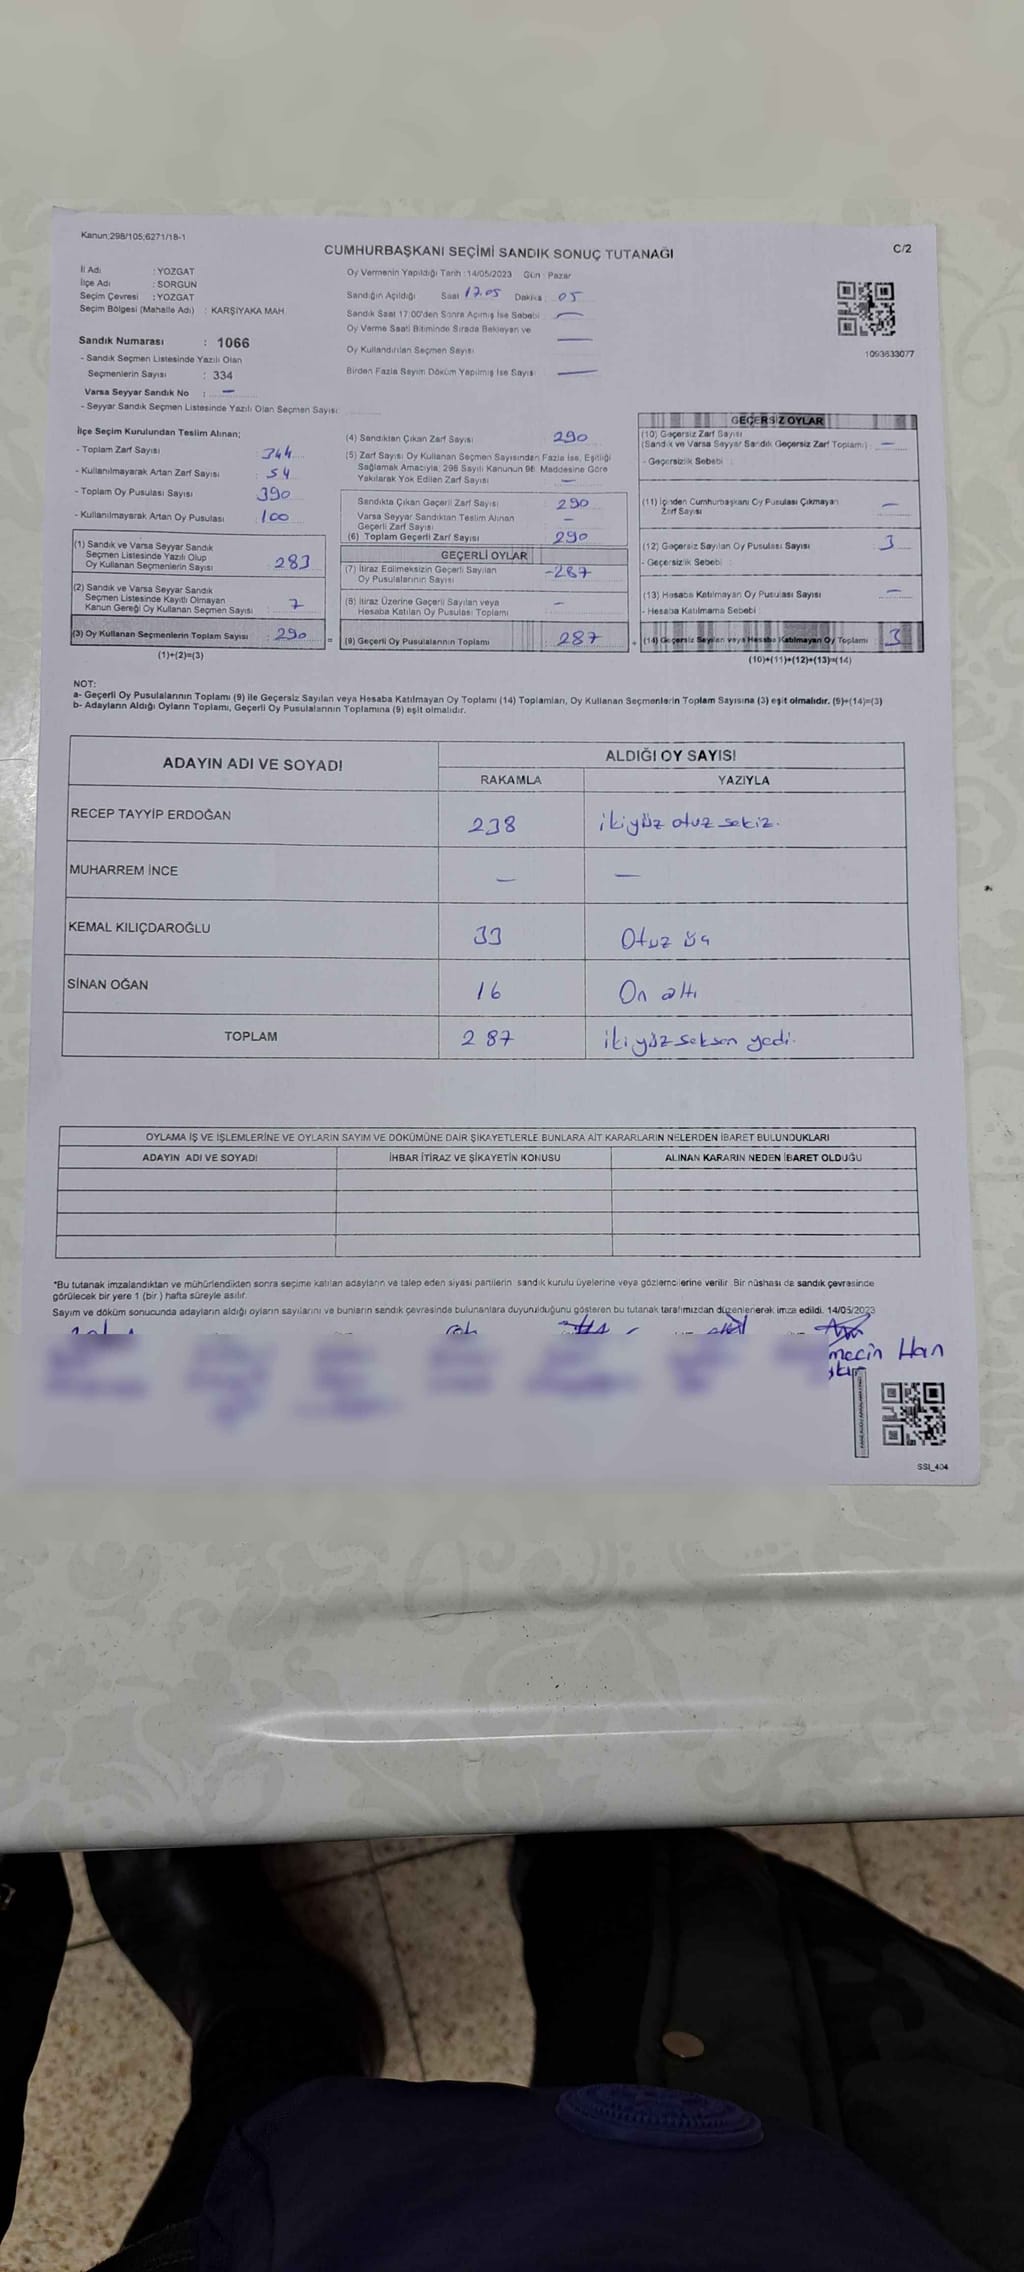 Kanun;298/105;6271/18-1
CUMHURBAŞKANI SEÇİMİ SANDIK SONUÇ TUTANAĞI
C/2
İl Adı : YOZGAT
İlçe Adı : SORGUN
Seçim Çevresi : YOZGAT
Seçim Bölgesi (Mahalle Adı) : KARŞIYAKA MAH
Sandık Numarası : 1066
- Sandık Seçmen Listesinde Yazılı Olan
Seçmenlerin Sayısı : 334
Varsa Seyyar Sandık No : —
- Seyyar Sandık Seçmen Listesinde Yazılı Olan Seçmen Sayısı:
Oy Vermenin Yapıldığı Tarih :14/05/2023 Gün : Pazar
Sandığın Açıldığı Saat 17.05 Dakika : 05
Sandık Saat 17:00'den Sonra Açımış İse Sebebi —
Oy Verme Saati Bitiminde Sırada Bekleyen ve
Oy Kullandırılan Seçmen Sayısı —
Birden Fazla Sayım Döküm Yapılmış İse Sayısı —
1093633077
İlçe Seçim Kurulundan Teslim Alınan;
- Toplam Zarf Sayısı : 344
- Kullanılmayarak Artan Zarf Sayısı : 54
- Toplam Oy Pusulası Sayısı : 390
- Kullanılmayarak Artan Oy Pusulası : 100
(1) Sandık ve Varsa Seyyar Sandık
Seçmen Listesinde Yazılı Olup
Oy Kullanan Seçmenlerin Sayısı : 283
(2) Sandık ve Varsa Seyyar Sandık
Seçmen Listesinde Kayıtlı Olmayan
Kanun Gereği Oy Kullanan Seçmen Sayısı : 7
(3) Oy Kullanan Seçmenlerin Toplam Sayısı : 290
(1)+(2)=(3)
(4) Sandıktan Çıkan Zarf Sayısı 290
(5) Zarf Sayısı Oy Kullanan Seçmen Sayısından Fazla İse, Eşitliği
Sağlamak Amacıyla, 298 Sayılı Kanunun 98. Maddesine Göre
Yakılarak Yok Edilen Zarf Sayısı —
Sandıkta Çıkan Geçerli Zarf Sayısı 290
Varsa Seyyar Sandıktan Teslim Alınan
Geçerli Zarf Sayısı —
(6) Toplam Geçerli Zarf Sayısı 290
GEÇERLİ OYLAR
(7) İtiraz Edilmeksizin Geçerli Sayılan
Oy Pusulalarının Sayısı -287
(8) İtiraz Üzerine Geçerli Sayılan veya
Hesaba Katılan Oy Pusulası Toplamı —
= (9) Geçerli Oy Pusulalarının Toplamı 287 +
GEÇERSİZ OYLAR
(10) Geçersiz Zarf Sayısı
(Sandık ve Varsa Seyyar Sandık Geçersiz Zarf Toplamı) —
- Geçersizlik Sebebi :
(11) İçinden Cumhurbaşkanı Oy Pusulası Çıkmayan
Zarf Sayısı —
(12) Geçersiz Sayılan Oy Pusulası Sayısı 3
- Geçersizlik Sebebi :
(13) Hesaba Katılmayan Oy Pusulası Sayısı —
- Hesaba Katılmama Sebebi
(14) Geçersiz Sayılan veya Hesaba Katılmayan Oy Toplamı : 3
(10)+(11)+(12)+(13)=(14)
NOT:
a- Geçerli Oy Pusulalarının Toplamı (9) ile Geçersiz Sayılan veya Hesaba Katılmayan Oy Toplamı (14) Toplamları, Oy Kullanan Seçmenlerin Toplam Sayısına (3) eşit olmalıdır. (9)+(14)=(3)
b- Adayların Aldığı Oyların Toplamı, Geçerli Oy Pusulalarının Toplamına (9) eşit olmalıdır.
ADAYIN ADI VE SOYADI
ALDIĞI OY SAYISI
RAKAMLA YAZIYLA
RECEP TAYYİP ERDOĞAN 238 ikiyüz otuz sekiz.
MUHARREM İNCE — —
KEMAL KILIÇDAROĞLU 33 Otuz üç
SİNAN OĞAN 16 On altı
TOPLAM 287 ikiyüz seksen yedi.
OYLAMA İŞ VE İŞLEMLERİNE VE OYLARIN SAYIM VE DÖKÜMÜNE DAİR ŞİKAYETLERLE BUNLARA AİT KARARLARIN NELERDEN İBARET BULUNDUKLARI
ADAYIN ADI VE SOYADI İHBAR İTİRAZ VE ŞİKAYETİN KONUSU ALINAN KARARIN NEDEN İBARET OLDUĞU
*Bu tutanak imzalandıktan ve mühürlendikten sonra seçime katılan adayların ve talep eden siyasi partilerin sandık kurulu üyelerine veya gözlemcilerine verilir. Bir nüshası da sandık çevresinde
görülecek bir yere 1 (bir ) hafta süreyle asılır.
Sayım ve döküm sonucunda adayların aldığı oyların sayılarını ve bunların sandık çevresinde bulunanlara duyurulduğunu gösteren bu tutanak tarafımızdan düzenlenerek imza edildi. 14/05/2023
Han
SSI_404